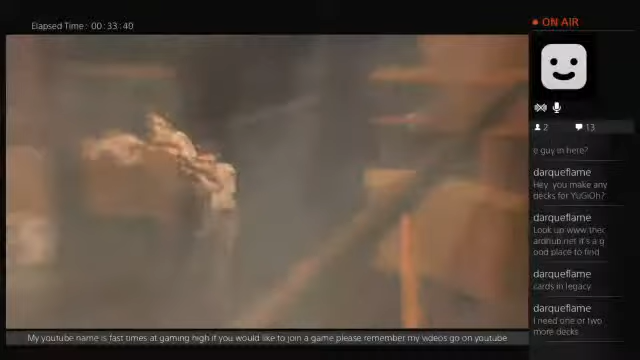 Elapsed Time : 00:33:40
ON AIR
2
13
e guy in here?
darqueflame
Hey you make any
decks for YuGiOh?
darqueflame
Look up www.thec
ardhub.net it's a g
ood place to find
darqueflame
cards in legacy
darqueflame
I need one or two
more decks
My youtube name is fast times at gaming high if you would like to join a game please remember my videos go on youtube